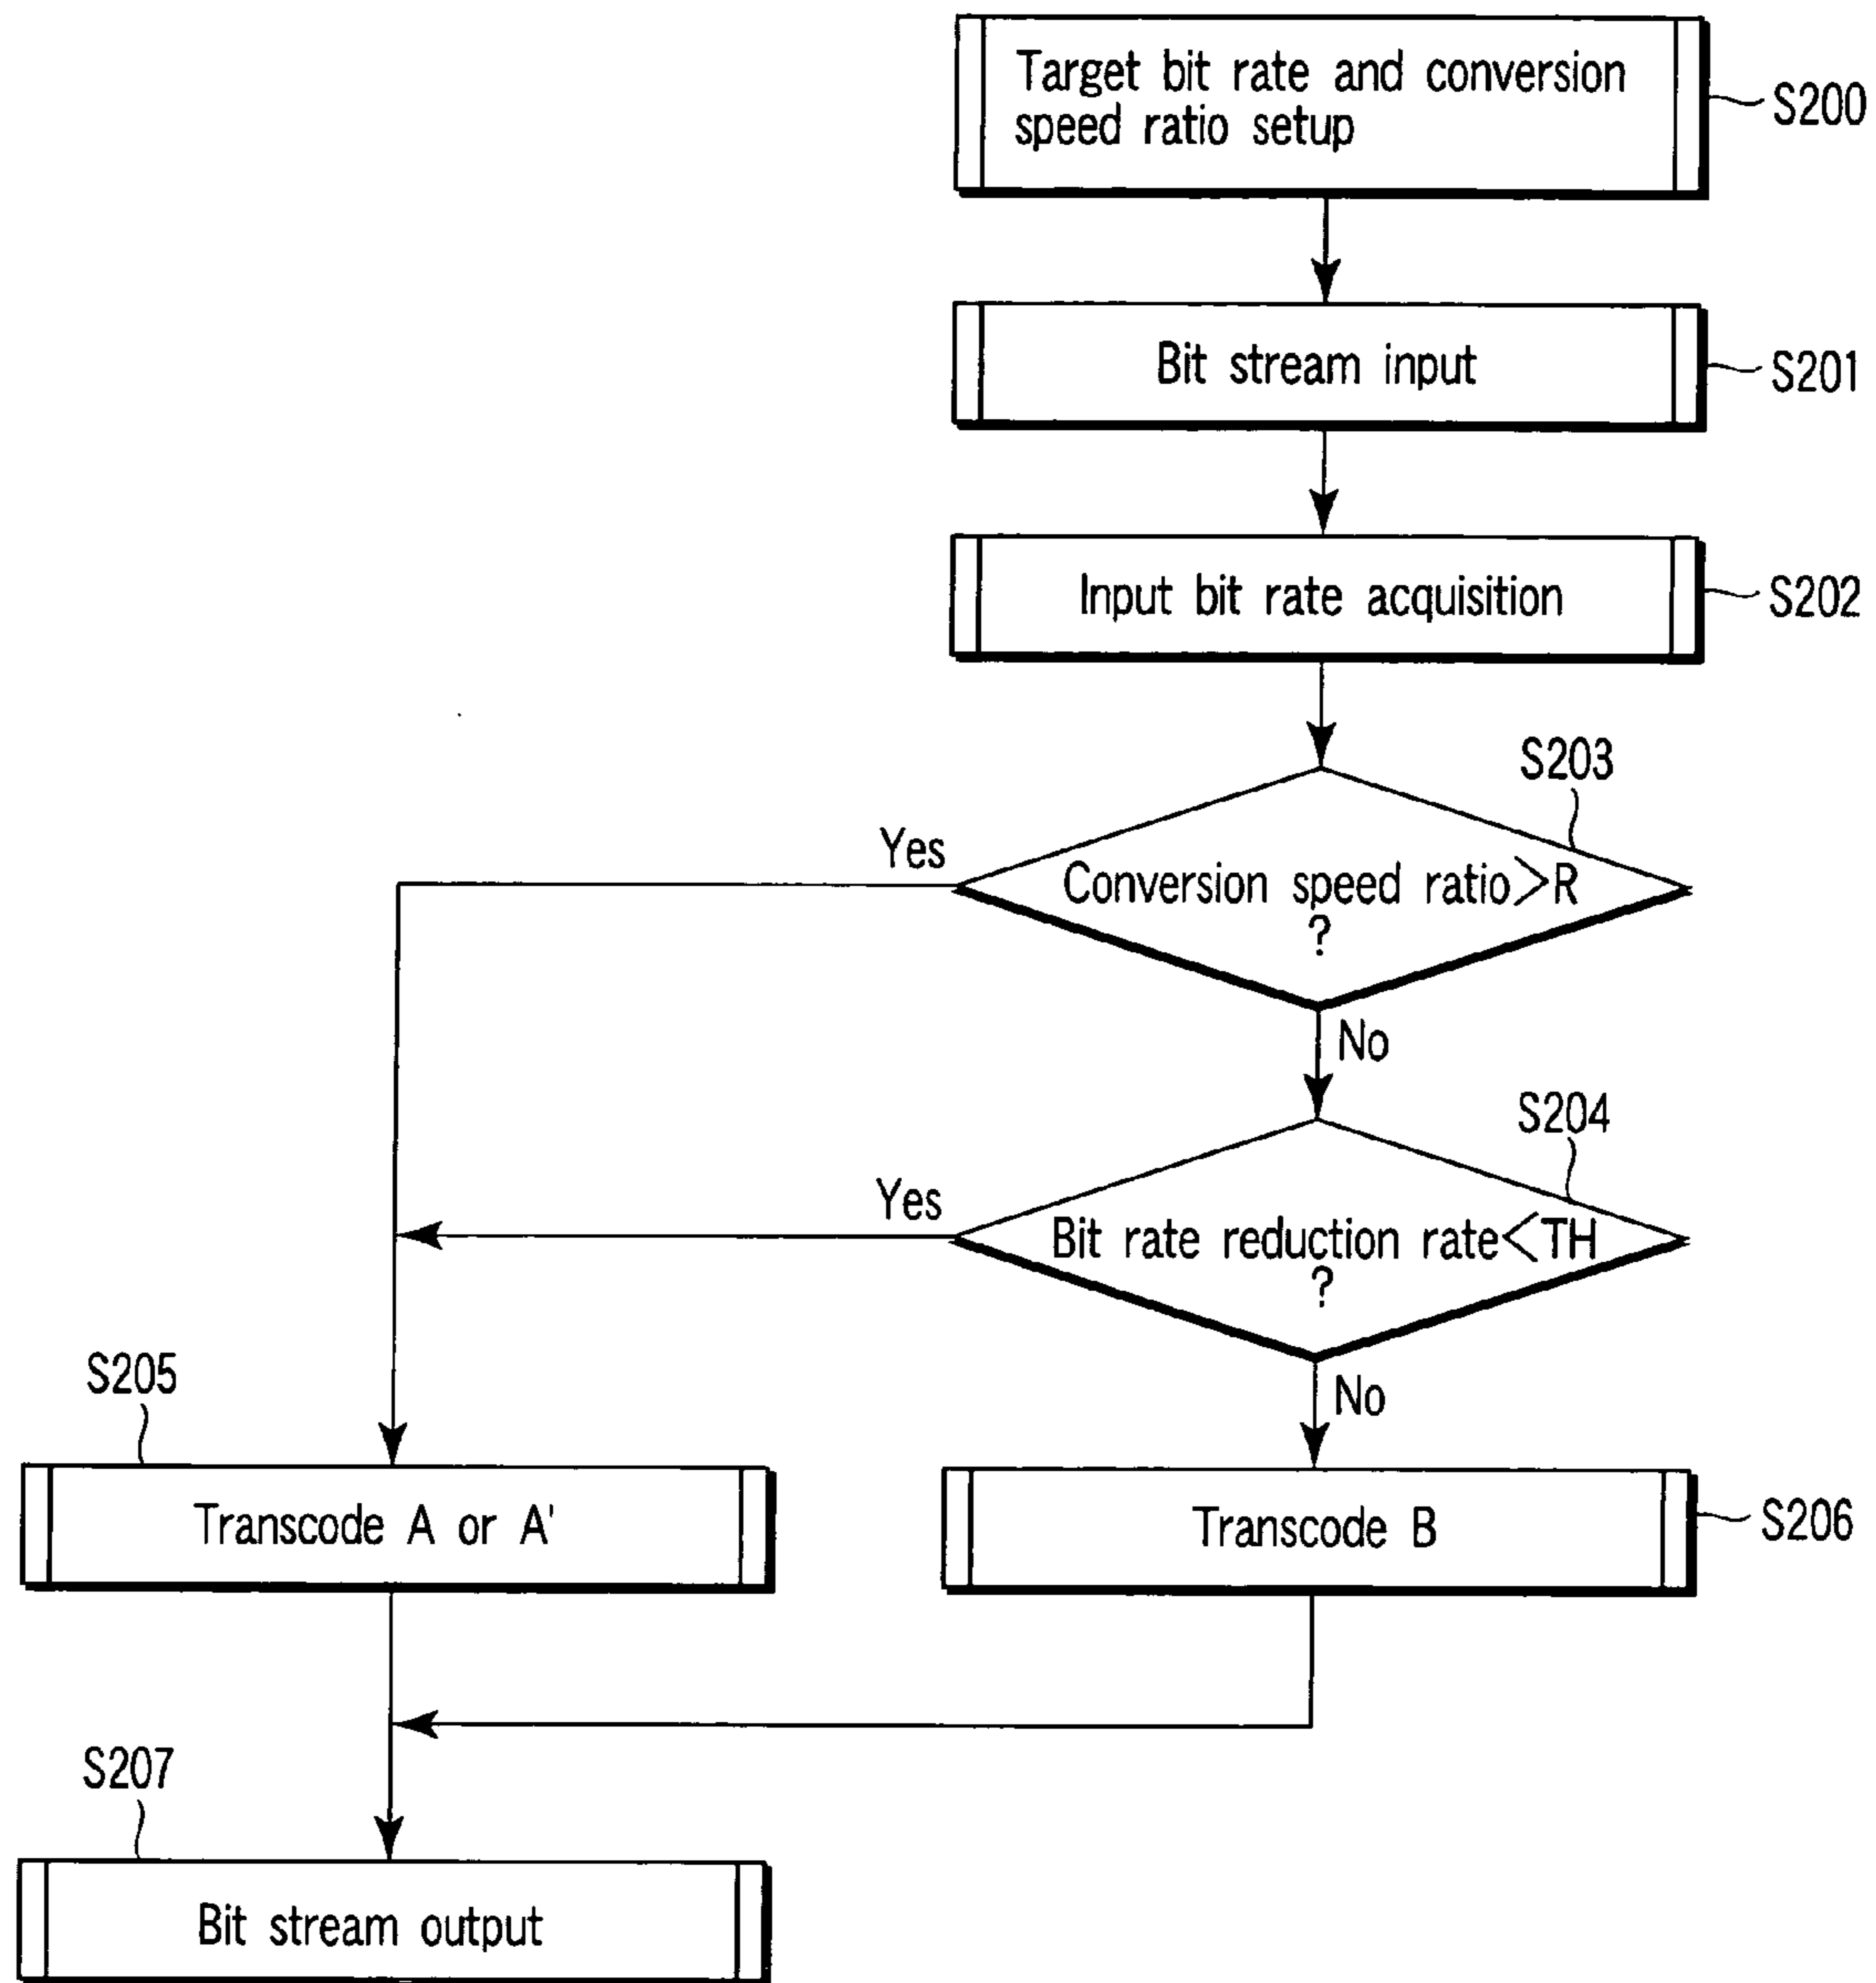 Target bit rate and conversion
speed ratio setup
S200
Bit stream input
S201
Input bit rate acquisition
S202
S203
Yes
Conversion speed ratio>R
?
No
S204
Yes
Bit rate reduction rate<TH
?
S205
No
Transcode A or A'
Transcode B
S206
S207
Bit stream output